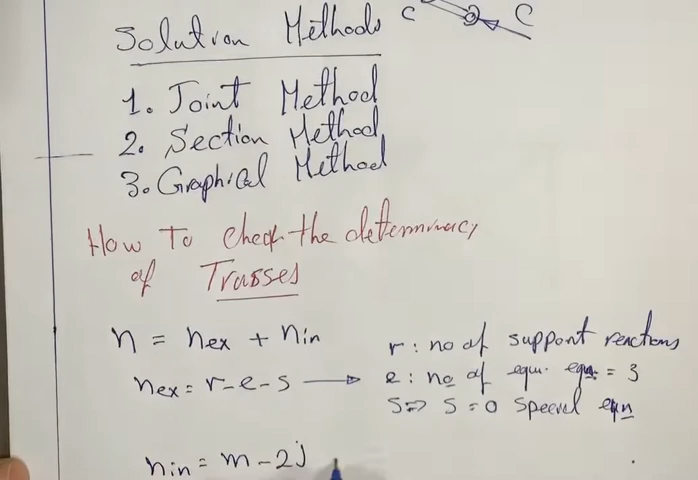 Solution Methods
C C
1. Joint Method
2. Section Method
3. Graphical Method
How To Check the determinacy
of Trusses
n = nex + nin
nex = r-e-s → r : no of support reactions
e : no of equi. eqs. = 3
s => s = 0 special eqn
nin = m - 2j